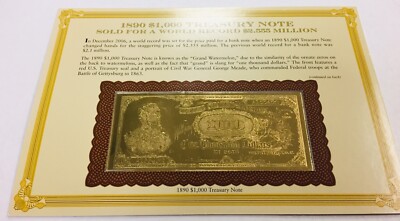 1890 $1,000 TREASURY NOTE
SOLD FOR A WORLD RECORD $2.555 MILLION
In December 2006, a world record was set for the price paid for a bank note when an 1890 $1,000 Treasury Note
changed hands for the staggering price of $2.555 million. The previous world record for a bank note was
$2.1 million.
The 1890 $1,000 Treasury Note is known as the "Grand Watermelon," due to the similarity of the ornate zeros on
the back to watermelons, as well as the fact that "grand" is slang for "one thousand dollars." The front features a
red U.S. Treasury seal and a portrait of Civil War General George Meade, who commanded Federal troops at the
Battle of Gettysburg in 1863.
(continued on back)
1890 $1,000 Treasury Note